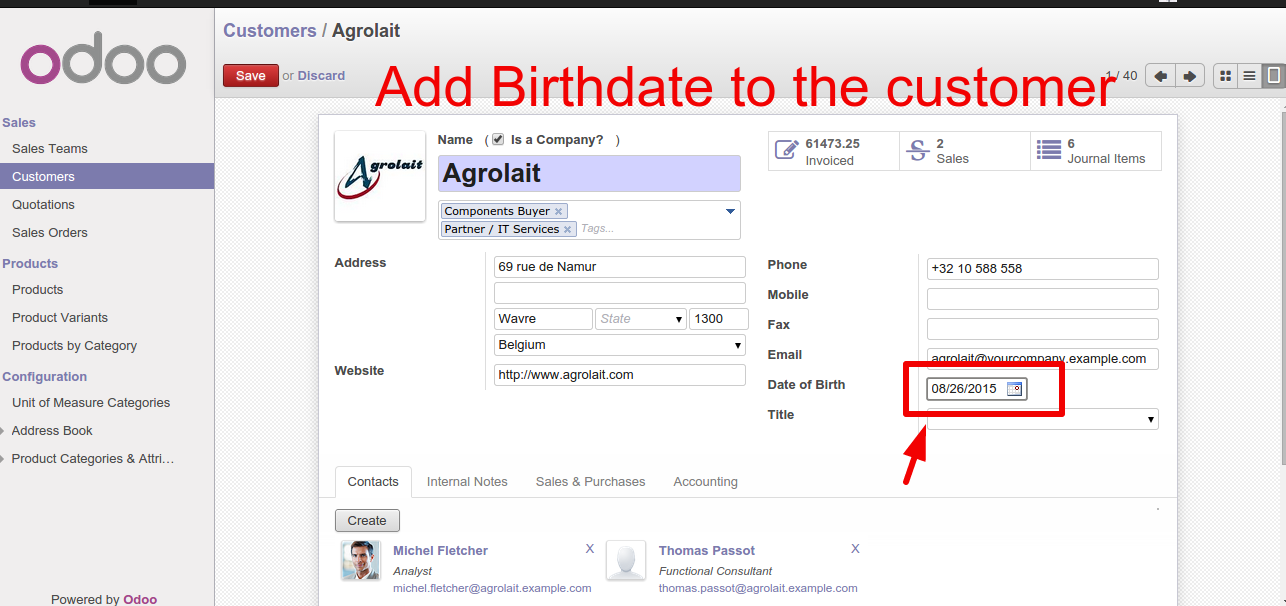 odoo
Customers / Agrolait
Save or Discard
Add Birthdate to the customer
1 / 40
Sales
Sales Teams
Customers
Quotations
Sales Orders
Products
Products
Product Variants
Products by Category
Configuration
Unit of Measure Categories
Address Book
Product Categories & Attri...
Powered by Odoo
Agrolait
Name ( Is a Company? )
Agrolait
Components Buyer x
Partner / IT Services x Tags...
61473.25
Invoiced
2
Sales
6
Journal Items
Address
69 rue de Namur
Wavre State 1300
Belgium
Website
http://www.agrolait.com
Phone
+32 10 588 558
Mobile
Fax
Email
agrolait@yourcompany.example.com
Date of Birth
08/26/2015
Title
Contacts Internal Notes Sales & Purchases Accounting
Create
Michel Fletcher X
Analyst
michel.fletcher@agrolait.example.com
Thomas Passot X
Functional Consultant
thomas.passot@agrolait.example.com